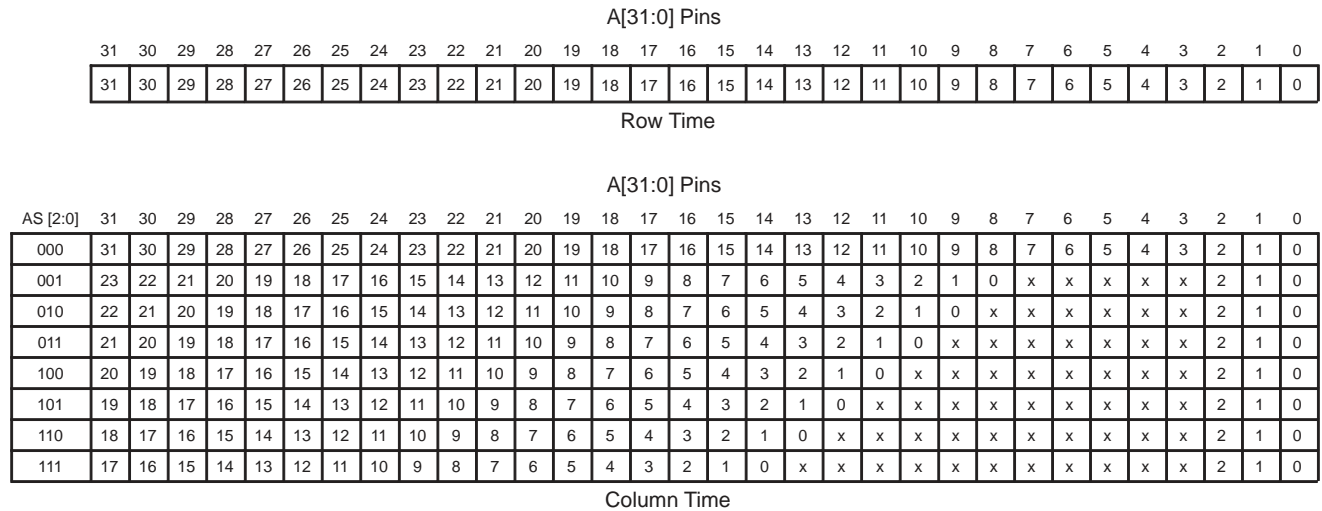 A[31:0] Pins
31 30 29 28 27 26 25 24 23 22 21 20 19 18 17 16 15 14 13 12 11 10 9 8 7 6 5 4 3 2 1 0
31 30 29 28 27 26 25 24 23 22 21 20 19 18 17 16 15 14 13 12 11 10 9 8 7 6 5 4 3 2 1 0
Row Time
A[31:0] Pins
AS [2:0] 31 30 29 28 27 26 25 24 23 22 21 20 19 18 17 16 15 14 13 12 11 10 9 8 7 6 5 4 3 2 1 0
000 31 30 29 28 27 26 25 24 23 22 21 20 19 18 17 16 15 14 13 12 11 10 9 8 7 6 5 4 3 2 1 0
001 23 22 21 20 19 18 17 16 15 14 13 12 11 10 9 8 7 6 5 4 3 2 1 0 x x x x x 2 1 0
010 22 21 20 19 18 17 16 15 14 13 12 11 10 9 8 7 6 5 4 3 2 1 0 x x x x x x 2 1 0
011 21 20 19 18 17 16 15 14 13 12 11 10 9 8 7 6 5 4 3 2 1 0 x x x x x x x 2 1 0
100 20 19 18 17 16 15 14 13 12 11 10 9 8 7 6 5 4 3 2 1 0 x x x x x x x x 2 1 0
101 19 18 17 16 15 14 13 12 11 10 9 8 7 6 5 4 3 2 1 0 x x x x x x x x x 2 1 0
110 18 17 16 15 14 13 12 11 10 9 8 7 6 5 4 3 2 1 0 x x x x x x x x x x 2 1 0
111 17 16 15 14 13 12 11 10 9 8 7 6 5 4 3 2 1 0 x x x x x x x x x x x 2 1 0
Column Time